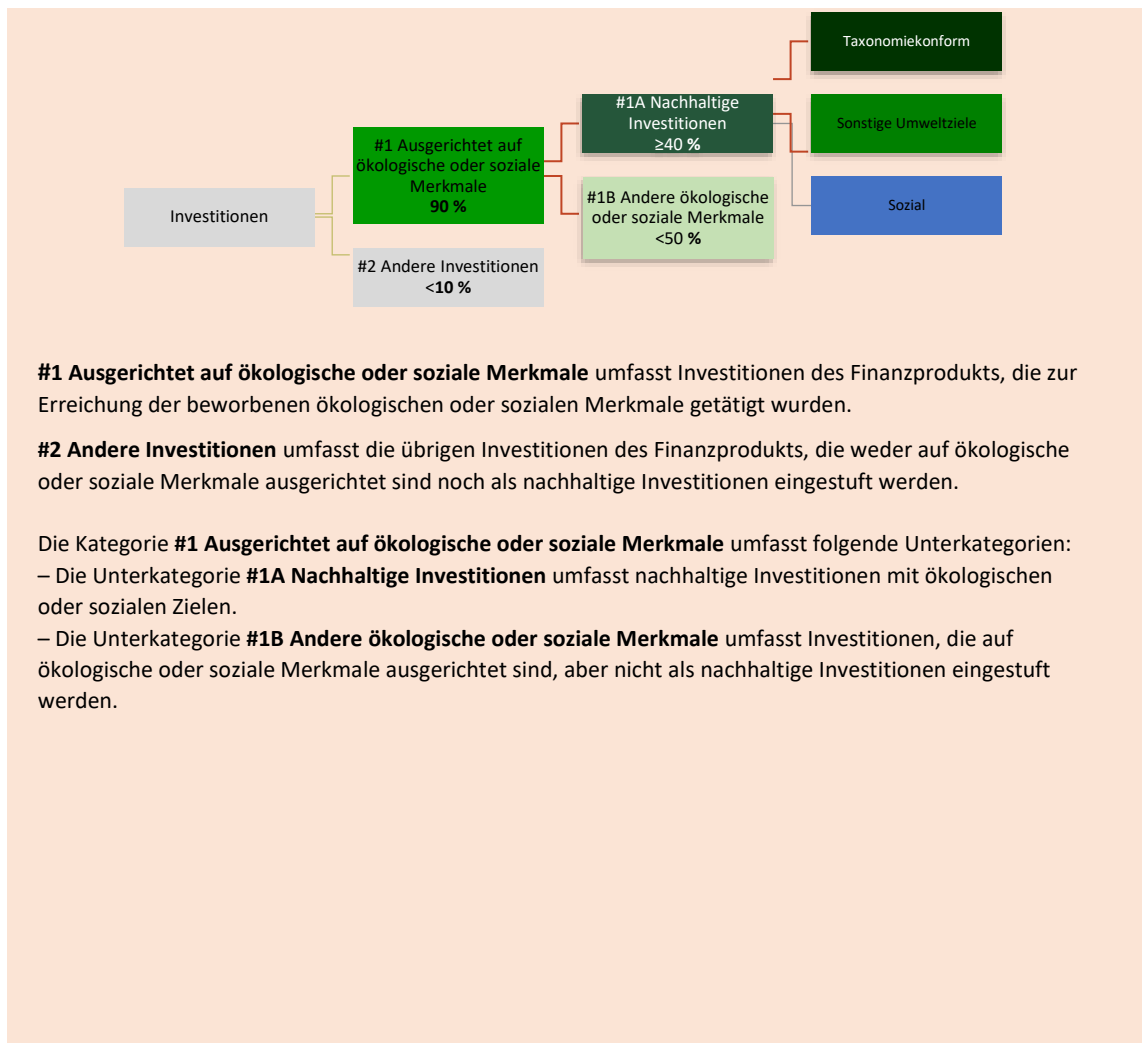 Taxonomiekonform
#1A Nachhaltige
Investitionen
≥40 %
Sonstige Umweltziele
#1 Ausgerichtet auf
ökologische oder soziale
Merkmale
90 %
#1B Andere ökologische
oder soziale Merkmale
<50 %
Sozial
Investitionen
#2 Andere Investitionen
<10 %
#1 Ausgerichtet auf ökologische oder soziale Merkmale umfasst Investitionen des Finanzprodukts, die zur
Erreichung der beworbenen ökologischen oder sozialen Merkmale getätigt wurden.
#2 Andere Investitionen umfasst die übrigen Investitionen des Finanzprodukts, die weder auf ökologische
oder soziale Merkmale ausgerichtet sind noch als nachhaltige Investitionen eingestuft werden.
Die Kategorie #1 Ausgerichtet auf ökologische oder soziale Merkmale umfasst folgende Unterkategorien:
– Die Unterkategorie #1A Nachhaltige Investitionen umfasst nachhaltige Investitionen mit ökologischen
oder sozialen Zielen.
– Die Unterkategorie #1B Andere ökologische oder soziale Merkmale umfasst Investitionen, die auf
ökologische oder soziale Merkmale ausgerichtet sind, aber nicht als nachhaltige Investitionen eingestuft
werden.